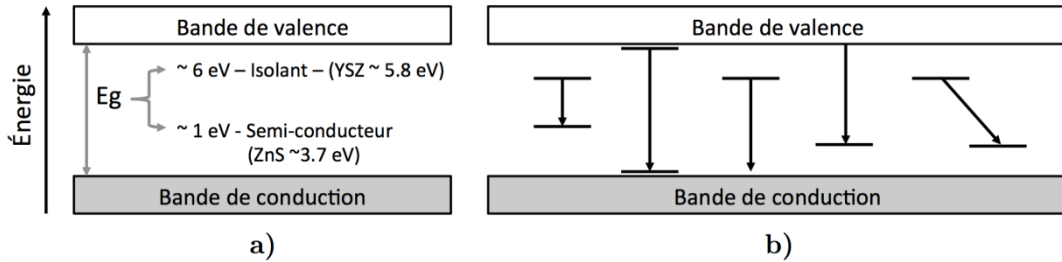 Énergie
Bande de valence
Eg
~ 6 eV – Isolant – (YSZ ~ 5.8 eV)
~ 1 eV - Semi-conducteur
(ZnS ~3.7 eV)
Bande de conduction
a)
Bande de valence
Bande de conduction
b)